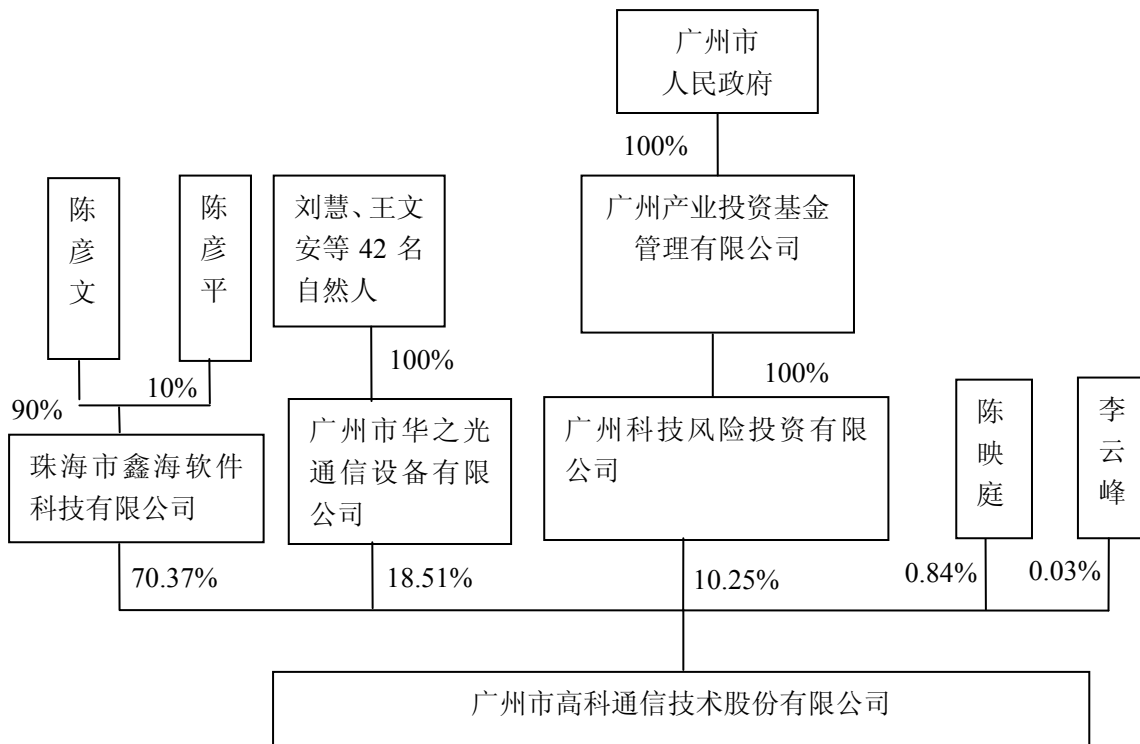 广州市
人民政府
100%
陈彦文
陈彦平
刘慧、王文
安等 42 名
自然人
广州产业投资基金
管理有限公司
90%
10%
100%
100%
珠海市鑫海软件
科技有限公司
广州市华之光
通信设备有限
公司
广州科技风险投资有限
公司
陈映庭
李云峰
70.37%
18.51%
10.25%
0.84%
0.03%
广州市高科通信技术股份有限公司